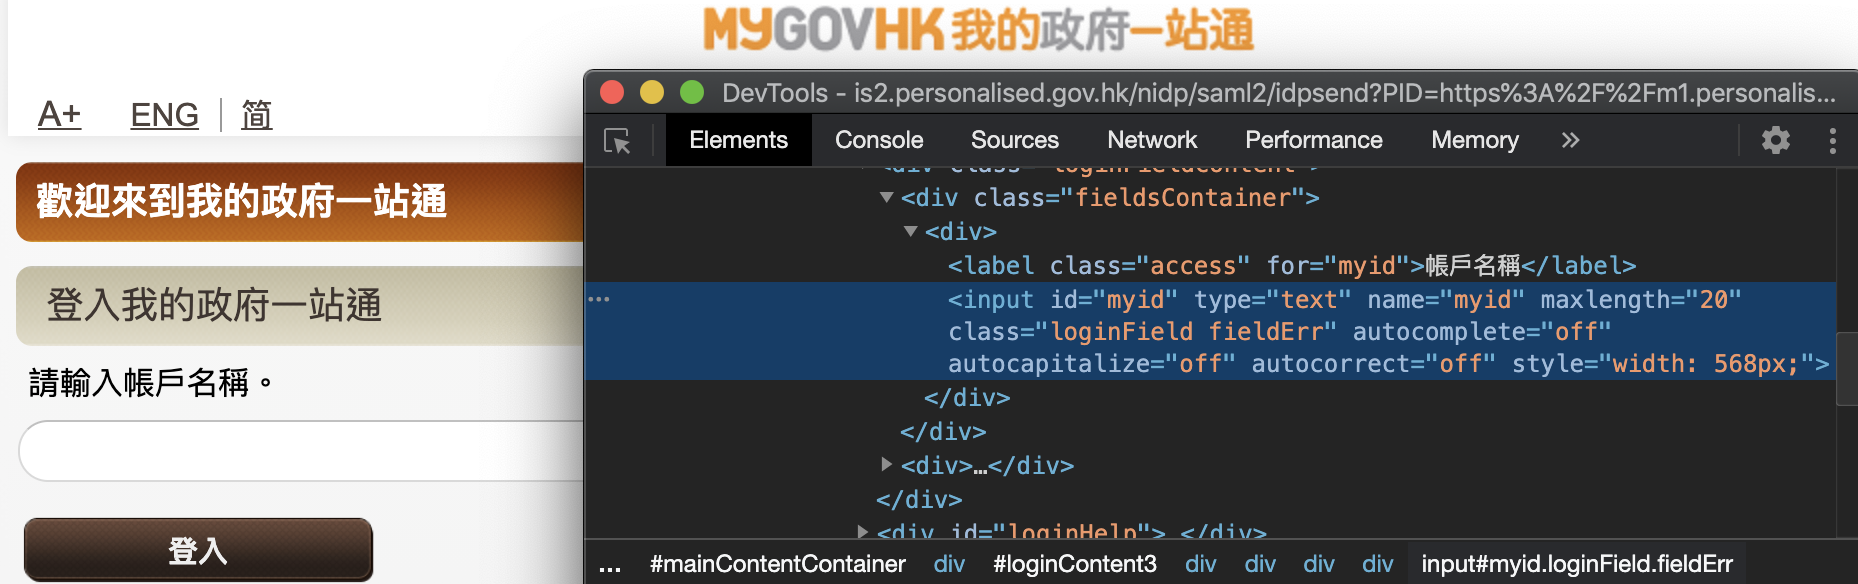 MYGOVHK 我的政府一站通
A+ ENG 简
歡迎來到我的政府一站通
登入我的政府一站通
請輸入帳戶名稱。
登入
DevTools - is2.personalised.gov.hk/nidp/saml2/idpsend?PID=https%3A%2F%2Fm1.personalis...
Elements Console Sources Network Performance Memory »
<div class="loginFieldContent">
<div class="fieldsContainer">
<div>
<label class="access" for="myid">帳戶名稱</label>
<input id="myid" type="text" name="myid" maxlength="20"
class="loginField fieldErr" autocomplete="off"
autocapitalize="off" autocorrect="off" style="width: 568px;">
</div>
</div>
<div>…</div>
</div>
<div id="loginHelp"> </div>
... #mainContentContainer div #loginContent3 div div div div input#myid.loginField.fieldErr